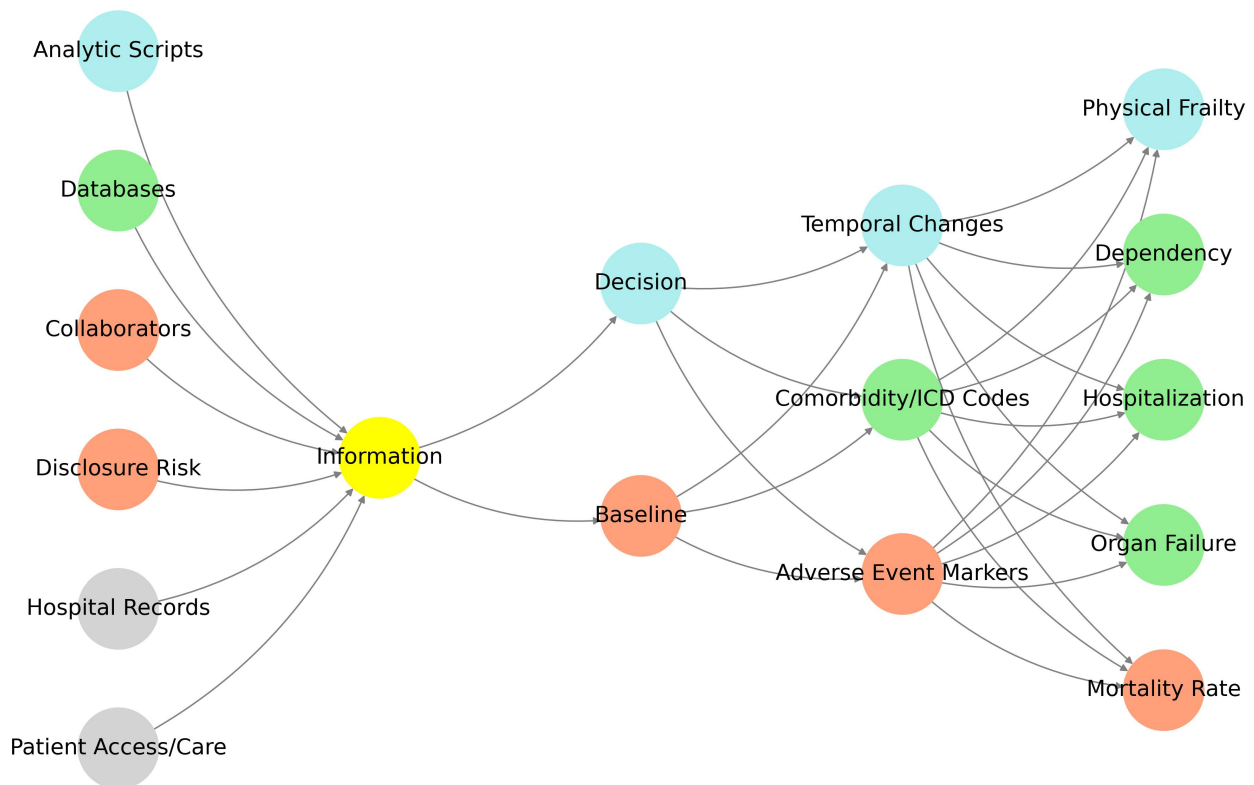 Analytic Scripts
Databases
Collaborators
Disclosure Risk
Hospital Records
Patient Access/Care
Information
Decision
Baseline
Temporal Changes
Comorbidity/ICD Codes
Adverse Event Markers
Physical Frailty
Dependency
Hospitalization
Organ Failure
Mortality Rate